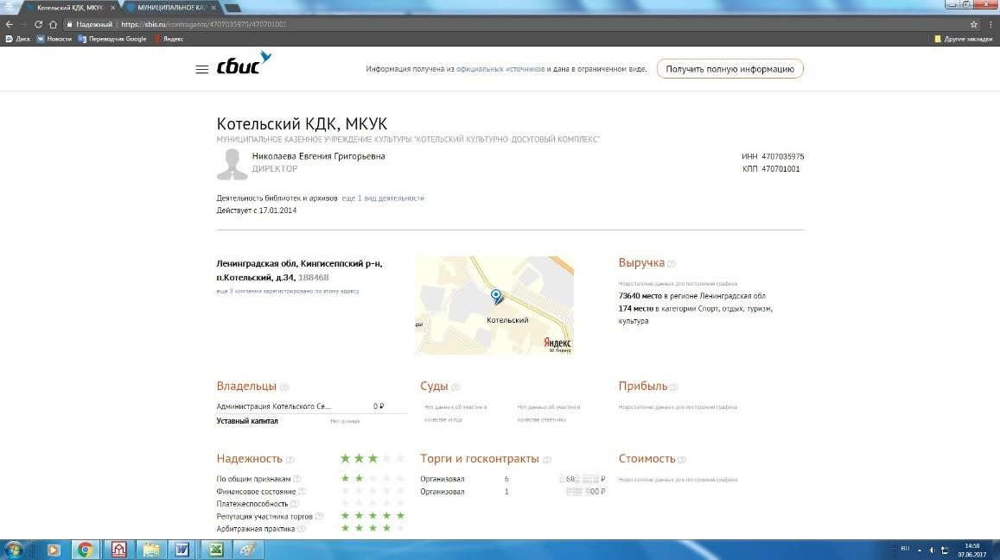 Котельский КДК, МКУК
МУНИЦИПАЛЬНОЕ КАЗ
Надежный
https://sbis.ru/contragents/4707035975/470701001
Диск Новости Переводчик Google Яндекс Другие закладки
сбис
Информация получена из официальных источников и дана в ограниченном виде.
Получить полную информацию
Котельский КДК, МКУК
МУНИЦИПАЛЬНОЕ КАЗЕННОЕ УЧРЕЖДЕНИЕ КУЛЬТУРЫ "КОТЕЛЬСКИЙ КУЛЬТУРНО-ДОСУГОВЫЙ КОМПЛЕКС"
Николаева Евгения Григорьевна
ДИРЕКТОР
ИНН 4707035975
КПП 470701001
Деятельность библиотек и архивов еще 1 вид деятельности
Действует с 17.01.2014
Ленинградская обл, Кингисеппский р-н,
п.Котельский, д.34, 188468
еще 3 компании зарегистрировано по этому адресу
цы
Котельский
Яндекс
© Яндекс
Выручка
Недостаточно данных для построения графика
73640 место в регионе Ленинградская обл
174 место в категории Спорт, отдых, туризм,
культура
Владельцы
Администрация Котельского Се... 0 ₽
Уставный капитал Нет данных
Суды
Нет данных об участии в
качестве истца
Нет данных об участии в
качестве ответчика
Прибыль
Недостаточно данных для построения графика
Надежность
По общим признакам
Финансовое состояние
Платежеспособность
Репутация участника торгов
Арбитражная практика
Торги и госконтракты
Организовал 6 68 ₽
Организовал 1 00 ₽
Стоимость
Недостаточно данных для построения графика
RU
14:58
07.06.2017